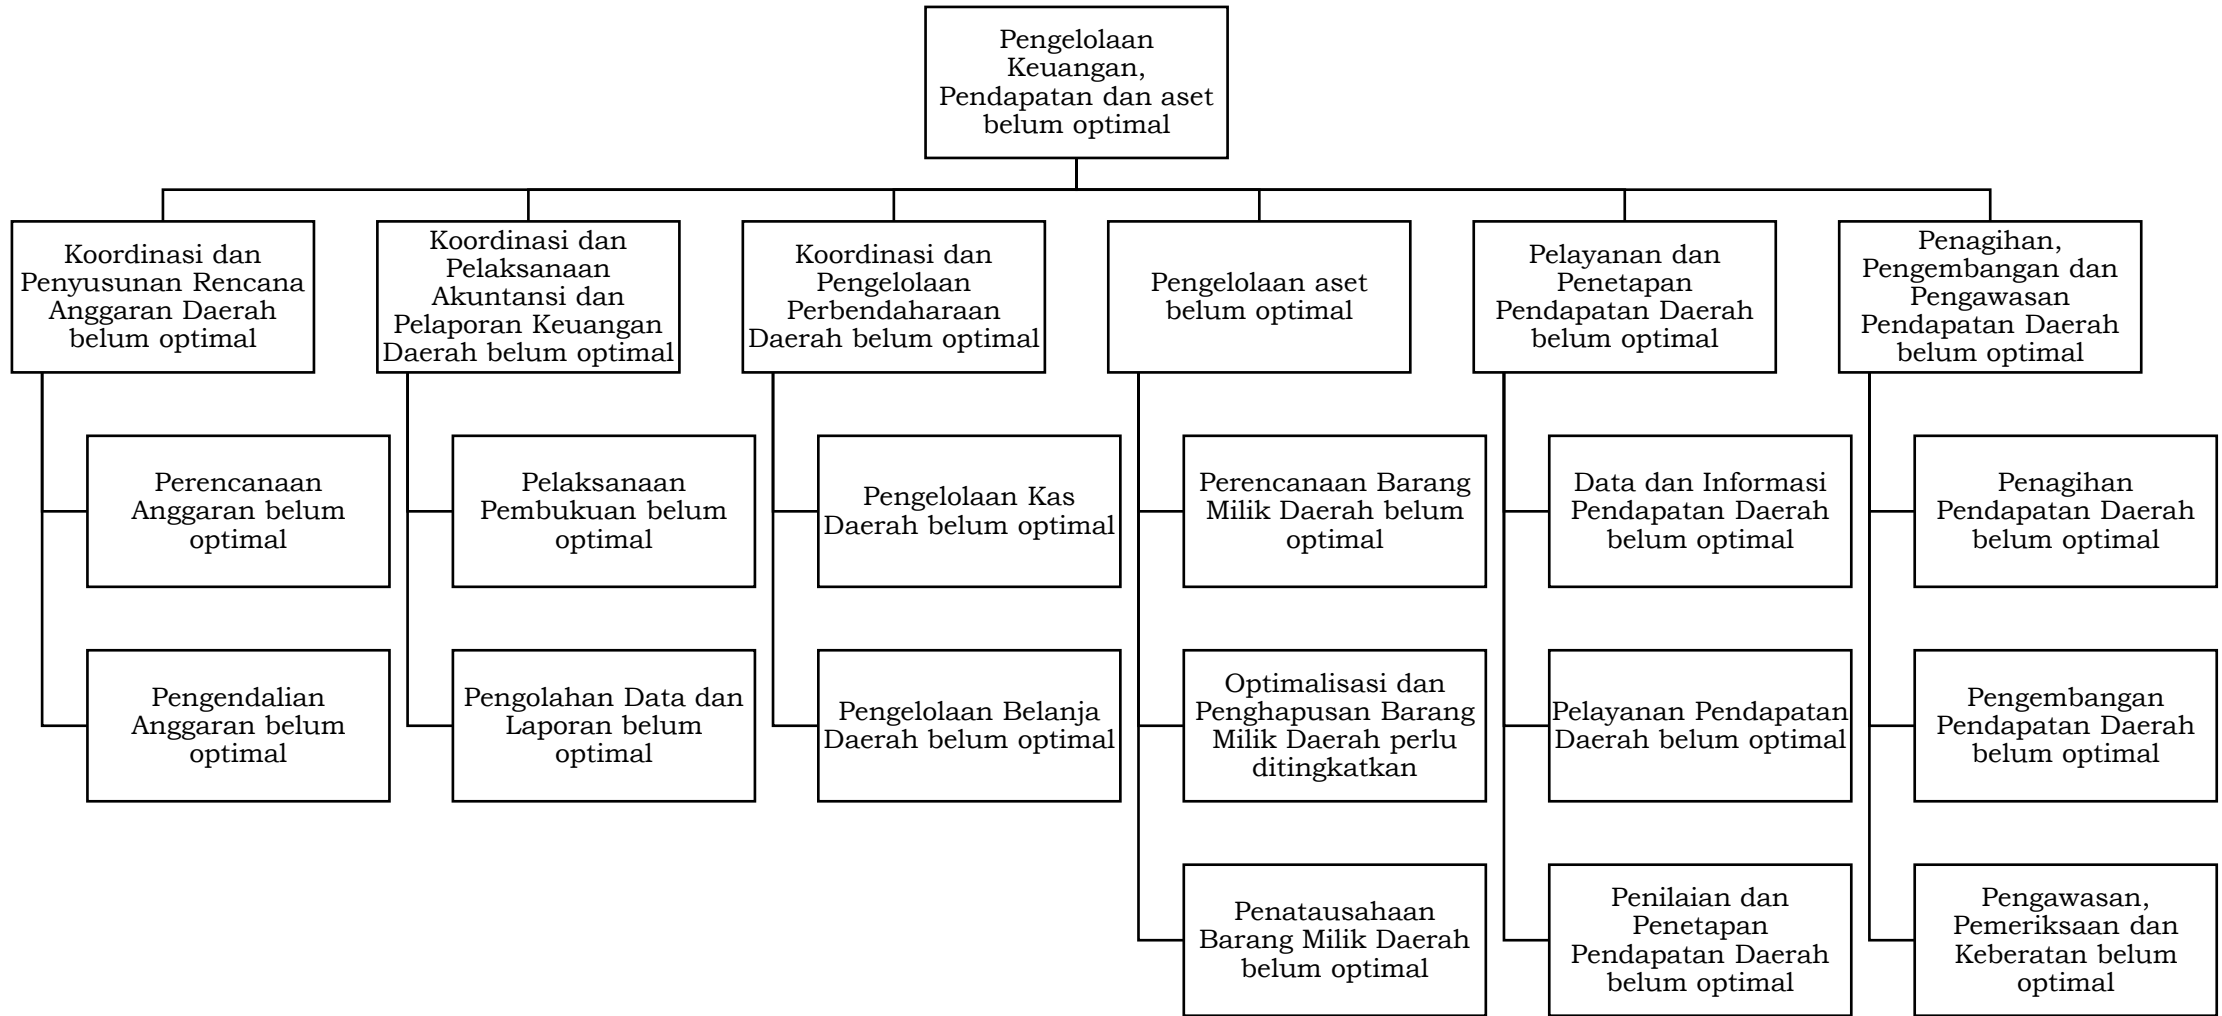 Pengelolaan
Keuangan,
Pendapatan dan aset
belum optimal
Koordinasi dan
Penyusunan Rencana
Anggaran Daerah
belum optimal
Koordinasi dan
Pelaksanaan
Akuntansi dan
Pelaporan Keuangan
Daerah belum optimal
Koordinasi dan
Pengelolaan
Perbendaharaan
Daerah belum optimal
Pengelolaan aset
belum optimal
Pelayanan dan
Penetapan
Pendapatan Daerah
belum optimal
Penagihan,
Pengembangan dan
Pengawasan
Pendapatan Daerah
belum optimal
Perencanaan
Anggaran belum
optimal
Pelaksanaan
Pembukuan belum
optimal
Pengelolaan Kas
Daerah belum optimal
Perencanaan Barang
Milik Daerah belum
optimal
Data dan Informasi
Pendapatan Daerah
belum optimal
Penagihan
Pendapatan Daerah
belum optimal
Pengendalian
Anggaran belum
optimal
Pengolahan Data dan
Laporan belum
optimal
Pengelolaan Belanja
Daerah belum optimal
Optimalisasi dan
Penghapusan Barang
Milik Daerah perlu
ditingkatkan
Pelayanan Pendapatan
Daerah belum optimal
Pengembangan
Pendapatan Daerah
belum optimal
Penatausahaan
Barang Milik Daerah
belum optimal
Penilaian dan
Penetapan
Pendapatan Daerah
belum optimal
Pengawasan,
Pemeriksaan dan
Keberatan belum
optimal